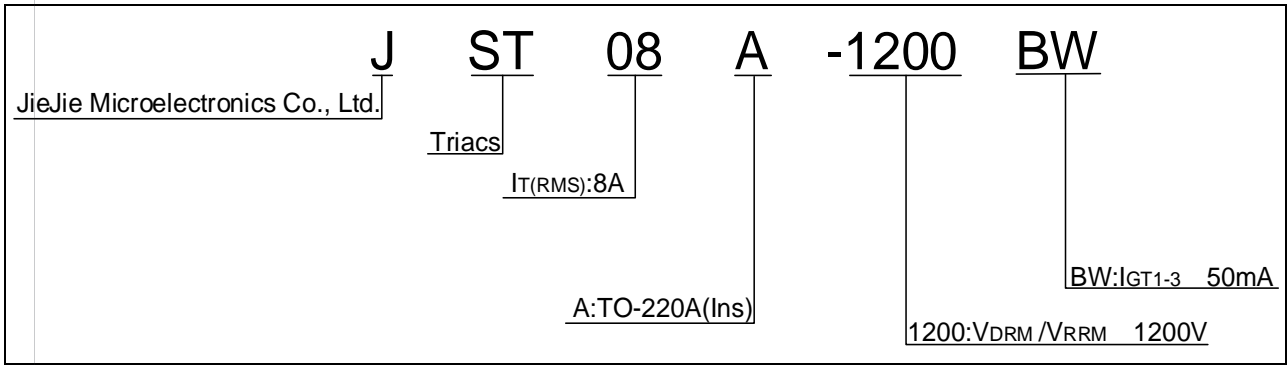 J ST 08 A -1200 BW
JieJie Microelectronics Co., Ltd.
Triacs
IT(RMS):8A
BW:IGT1-3 50mA
A:TO-220A(Ins)
1200:VDRM /VRRM 1200V